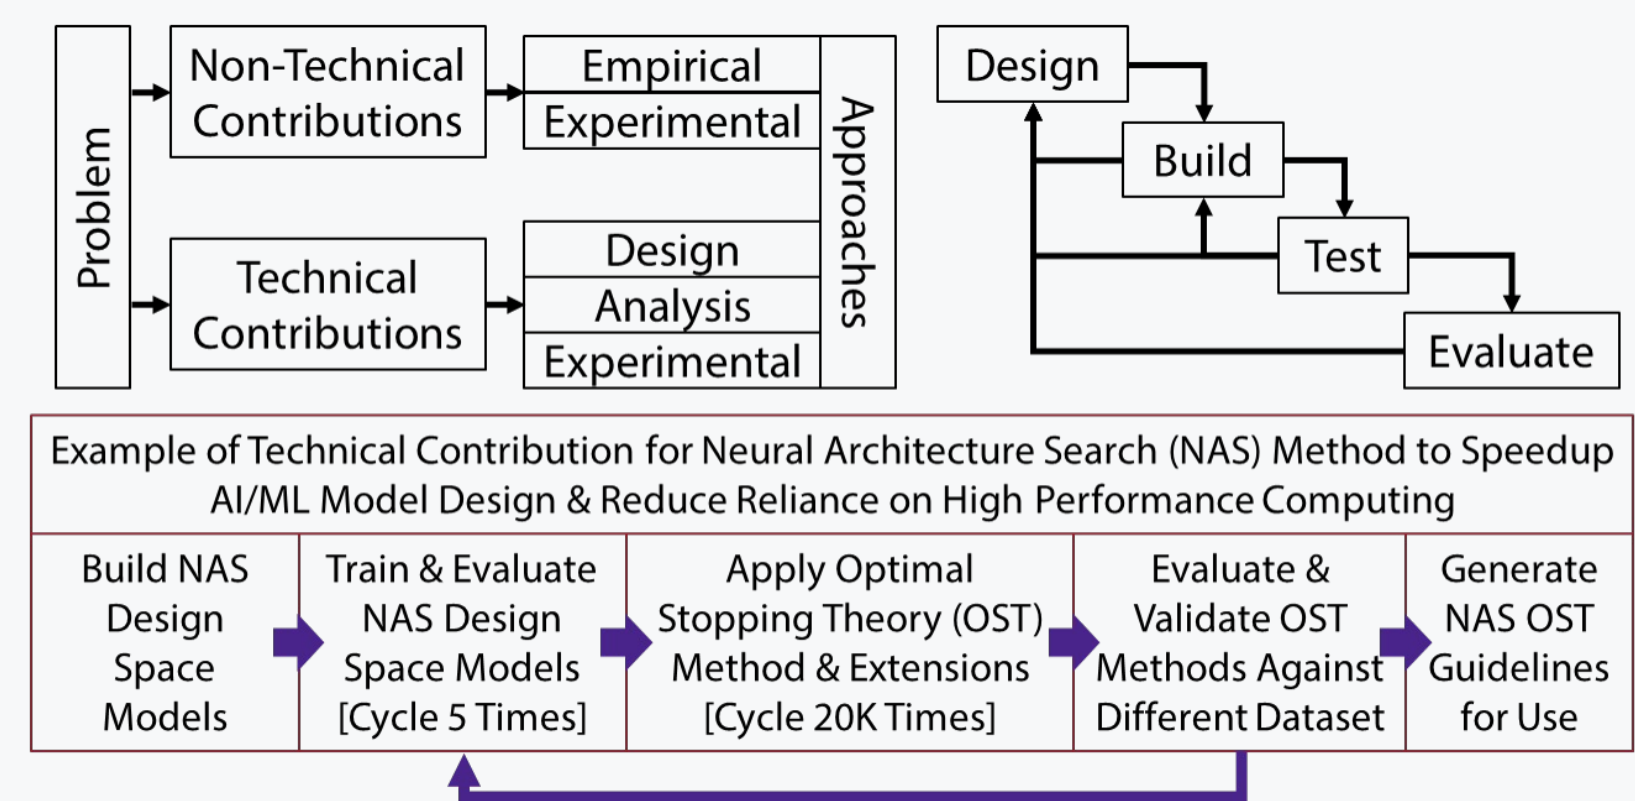 Problem
Non-Technical
Contributions
Empirical
Experimental
Technical
Contributions
Design
Analysis
Experimental
Approaches
Design
Build
Test
Evaluate
Example of Technical Contribution for Neural Architecture Search (NAS) Method to Speedup
AI/ML Model Design & Reduce Reliance on High Performance Computing
Build NAS
Design
Space
Models
Train & Evaluate
NAS Design
Space Models
[Cycle 5 Times]
Apply Optimal
Stopping Theory (OST)
Method & Extensions
[Cycle 20K Times]
Evaluate &
Validate OST
Methods Against
Different Dataset
Generate
NAS OST
Guidelines
for Use